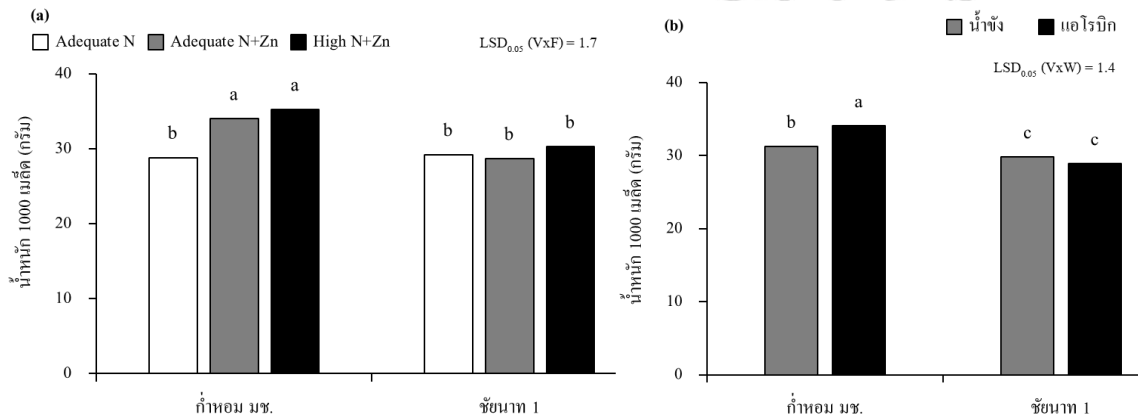 (a)
Adequate N Adequate N+Zn High N+Zn
LSD0.05 (VxF) = 1.7
น้ำหนัก 1000 เมล็ด (กรัม)
40
30
20
10
0
b a a b b b
ก่ำหอม มช. ชัยนาท 1
(b)
น้ำขัง แอโรบิก
LSD0.05 (VxW) = 1.4
น้ำหนัก 1000 เมล็ด (กรัม)
40
30
20
10
0
b a c c
ก่ำหอม มช. ชัยนาท 1